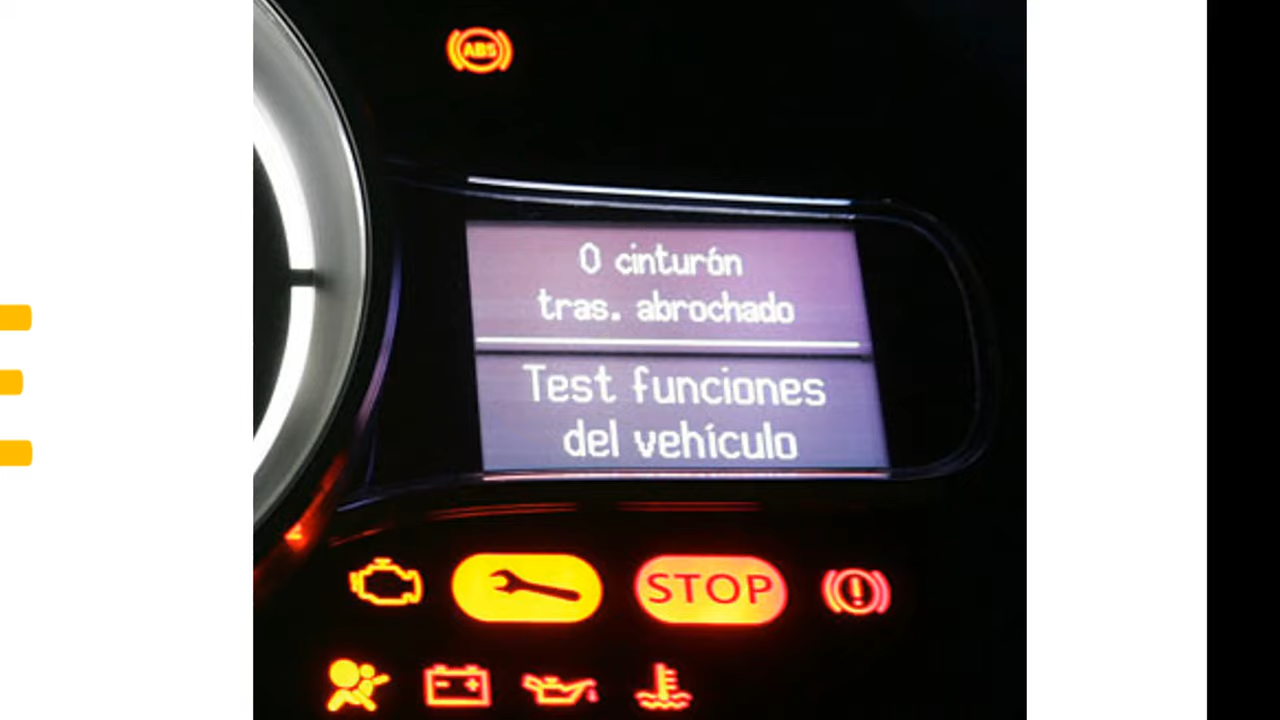 ABS
0 cinturón
tras. abrochado
Test funciones
del vehículo
STOP